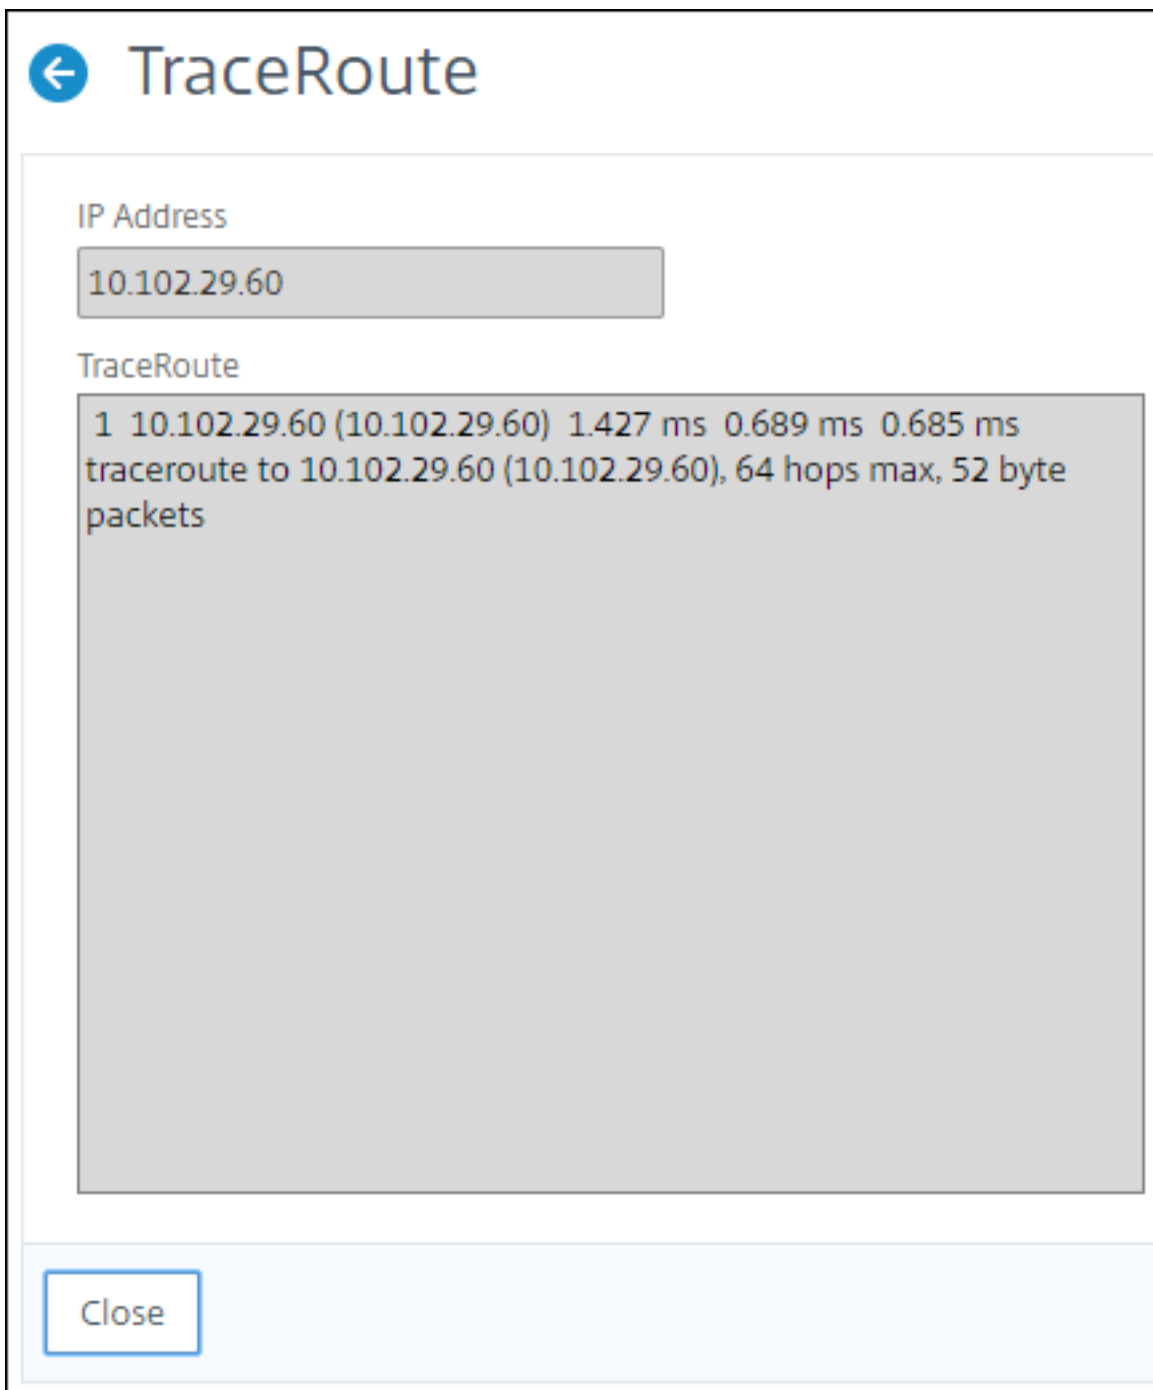 TraceRoute
IP Address
10.102.29.60
TraceRoute
1 10.102.29.60 (10.102.29.60) 1.427 ms 0.689 ms 0.685 ms
traceroute to 10.102.29.60 (10.102.29.60), 64 hops max, 52 byte
packets
Close